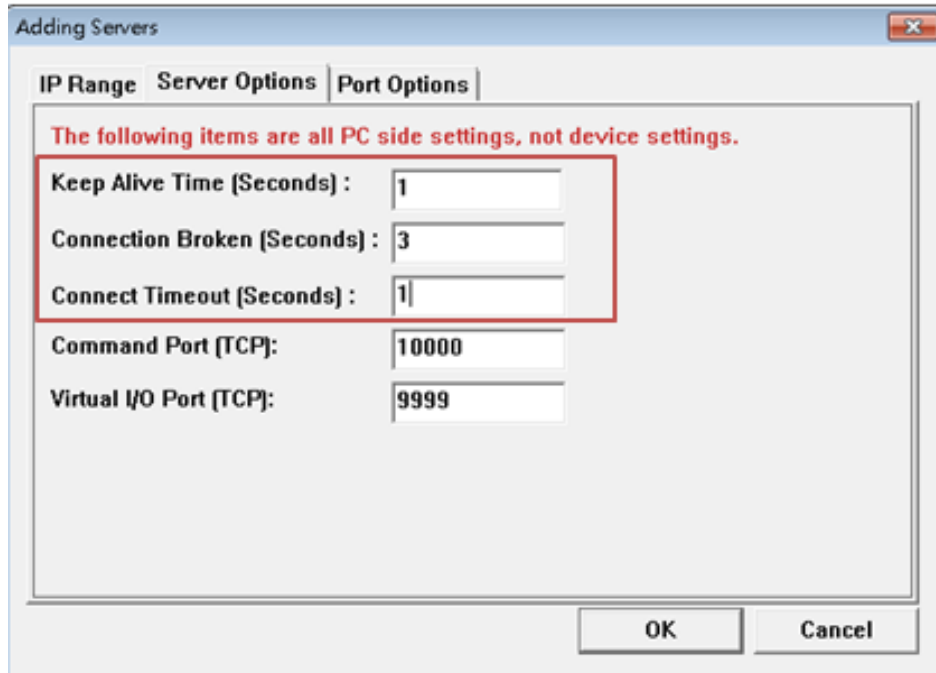 Adding Servers
IP Range Server Options Port Options
The following items are all PC side settings, not device settings.
Keep Alive Time (Seconds) : 1
Connection Broken (Seconds) : 3
Connect Timeout (Seconds) : 1
Command Port (TCP): 10000
Virtual I/O Port (TCP): 9999
OK Cancel